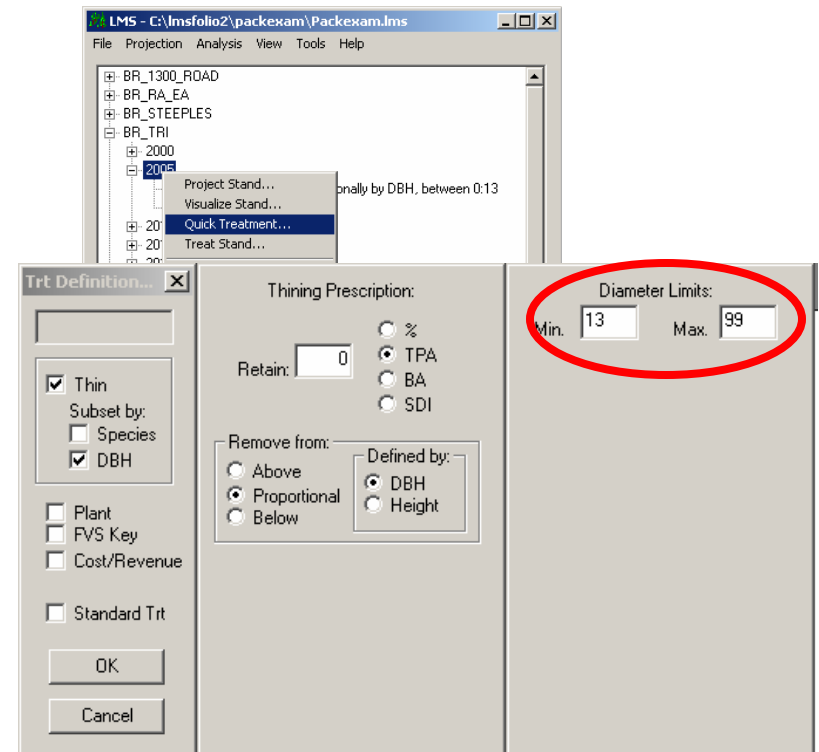 LMS - C:\lmsfolio2\packexam\Packexam.lms
File Projection Analysis View Tools Help
BR_1300_ROAD
BR_RA_EA
BR_STEEPLES
BR_TRI
2000
2005
Project Stand...
onally by DBH, between 0:13
Visualize Stand...
Quick Treatment...
Treat Stand...
Trt Definition...
Thin
Subset by:
Species
DBH
Plant
FVS Key
Cost/Revenue
Standard Trt
OK
Cancel
Thining Prescription:
Retain: 0
%
TPA
BA
SDI
Remove from:
Above
Proportional
Below
Defined by:
DBH
Height
Diameter Limits:
Min. 13 Max. 99